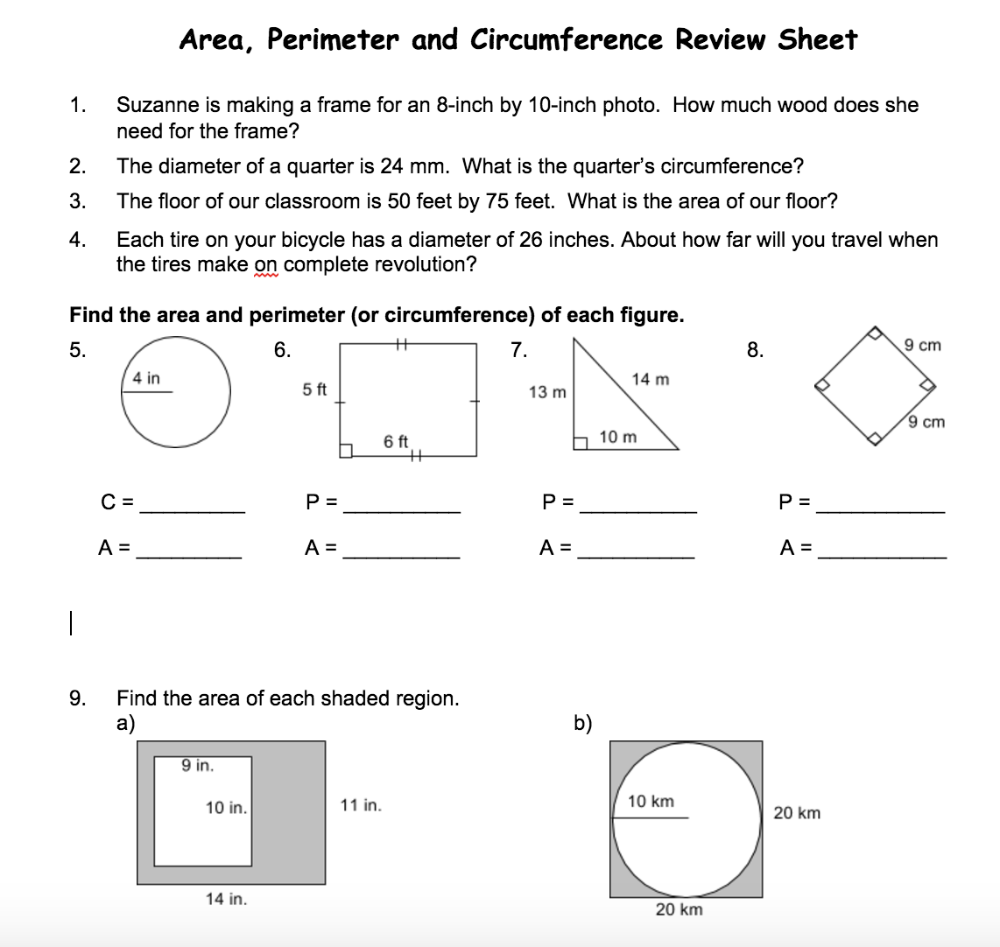 Area, Perimeter and Circumference Review Sheet
1. Suzanne is making a frame for an 8-inch by 10-inch photo. How much wood does she
need for the frame?
2. The diameter of a quarter is 24 mm. What is the quarter’s circumference?
3. The floor of our classroom is 50 feet by 75 feet. What is the area of our floor?
4. Each tire on your bicycle has a diameter of 26 inches. About how far will you travel when
the tires make on complete revolution?
Find the area and perimeter (or circumference) of each figure.
5.
4 in
6.
5 ft
6 ft
7.
13 m
14 m
10 m
8.
9 cm
9 cm
C = __________
P = ___________
P = ___________
P = ____________
A = __________
A = ___________
A = ___________
A = ____________
9. Find the area of each shaded region.
a)
9 in.
10 in.
11 in.
14 in.
b)
10 km
20 km
20 km